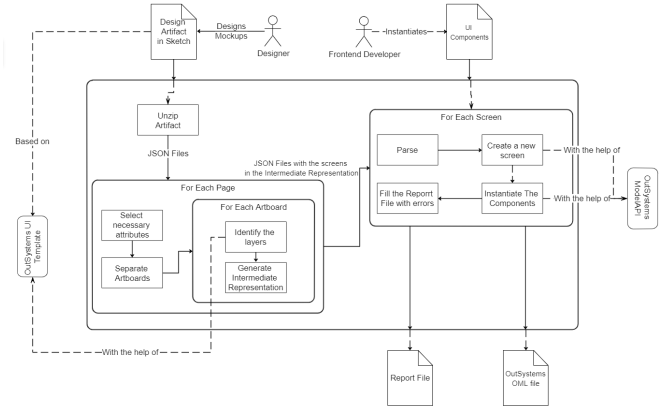 Design
Artifact
in Sketch
Designs
Mockups
Designer
Frontend Developer
Instantiates
UI
Components
Unzip
Artifact
For Each Screen
Based on
JSON Files
Parse
Create a new
screen
With the help of
JSON Files with the screens
in the Intermediate Representation
For Each Page
Fill the Reporrt
File with errors
Instantiate The
Components
With the help of
OutSystems
ModelAPI
For Each Artboard
Select
necessary
attributes
Identify the
layers
OutSystems UI
Template
Separate
Artboards
Generate
Intermediate
Representation
With the help of
Report File
OutSystems
OML file